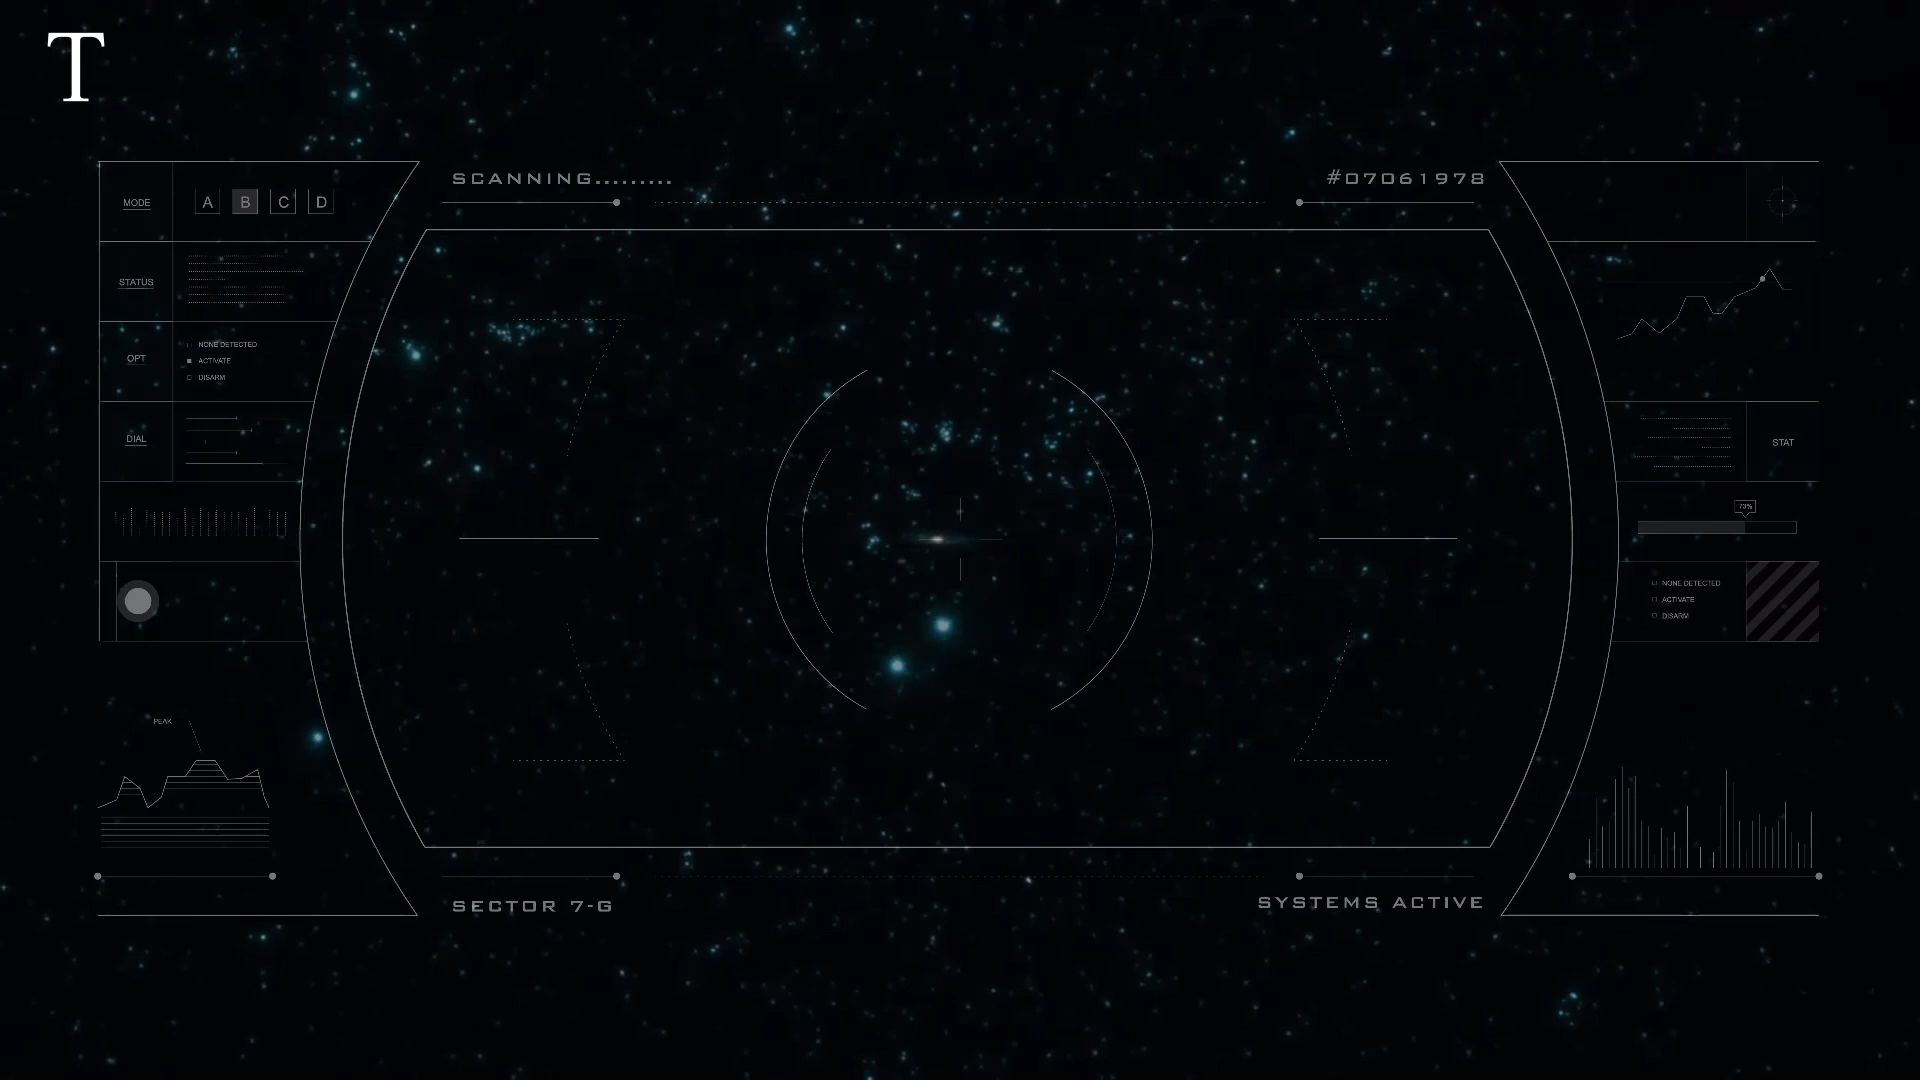 T
SCANNING.........
#07061978
MODE
A B C D
STATUS
OPT
NONE DETECTED
ACTIVATE
DISARM
DIAL
STAT
73%
NONE DETECTED
ACTIVATE
DISARM
PEAK
SECTOR 7-G
SYSTEMS ACTIVE